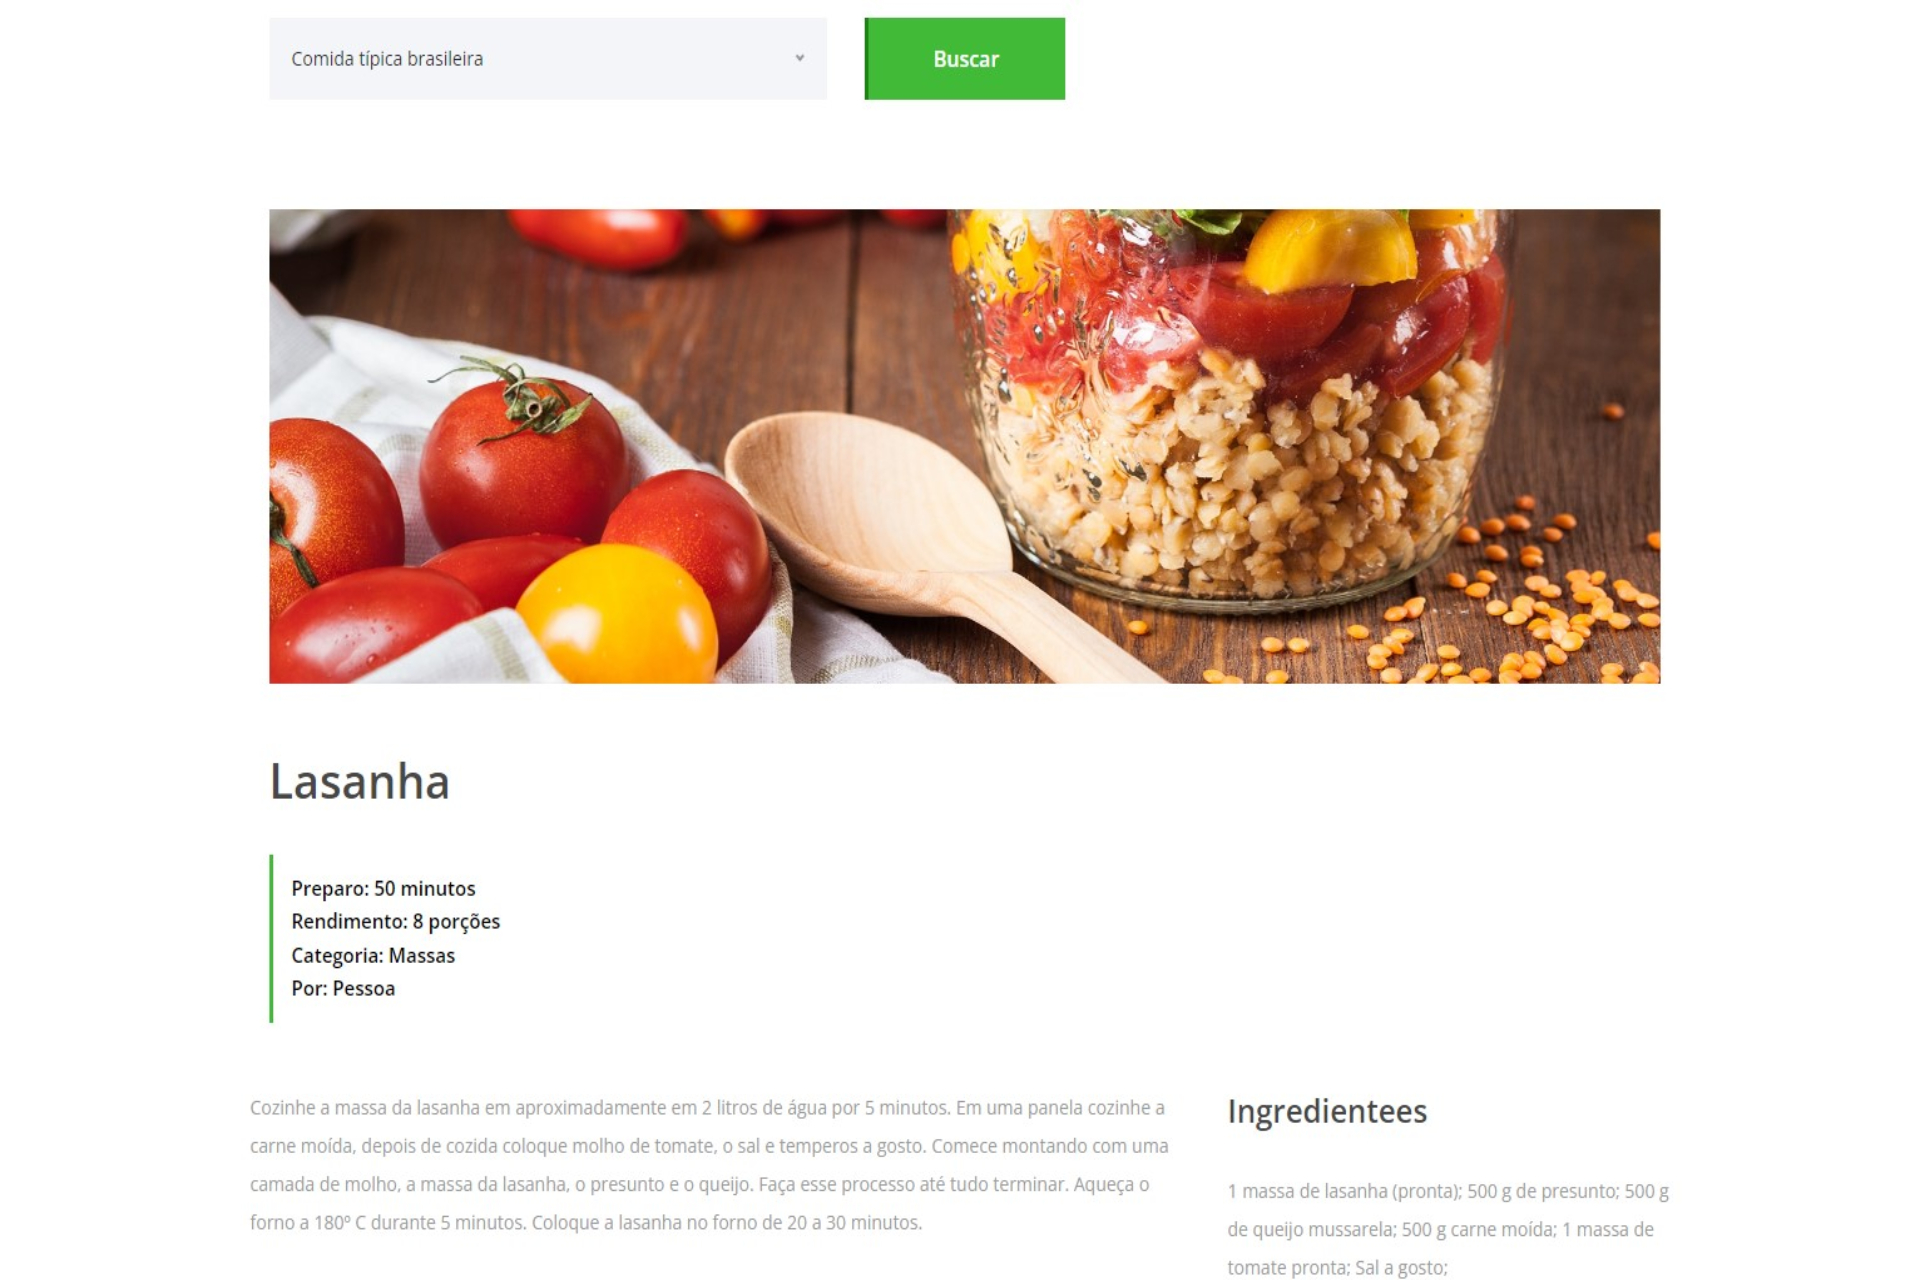 Comida típica brasileira
Buscar
Lasanha
Preparo: 50 minutos
Rendimento: 8 porções
Categoria: Massas
Por: Pessoa
Cozinhe a massa da lasanha em aproximadamente em 2 litros de água por 5 minutos. Em uma panela cozinhe a
carne moída, depois de cozida coloque molho de tomate, o sal e temperos a gosto. Comece montando com uma
camada de molho, a massa da lasanha, o presunto e o queijo. Faça esse processo até tudo terminar. Aqueça o
forno a 180º C durante 5 minutos. Coloque a lasanha no forno de 20 a 30 minutos.
Ingredientees
1 massa de lasanha (pronta); 500 g de presunto; 500 g
de queijo mussarela; 500 g carne moída; 1 massa de
tomate pronta; Sal a gosto;